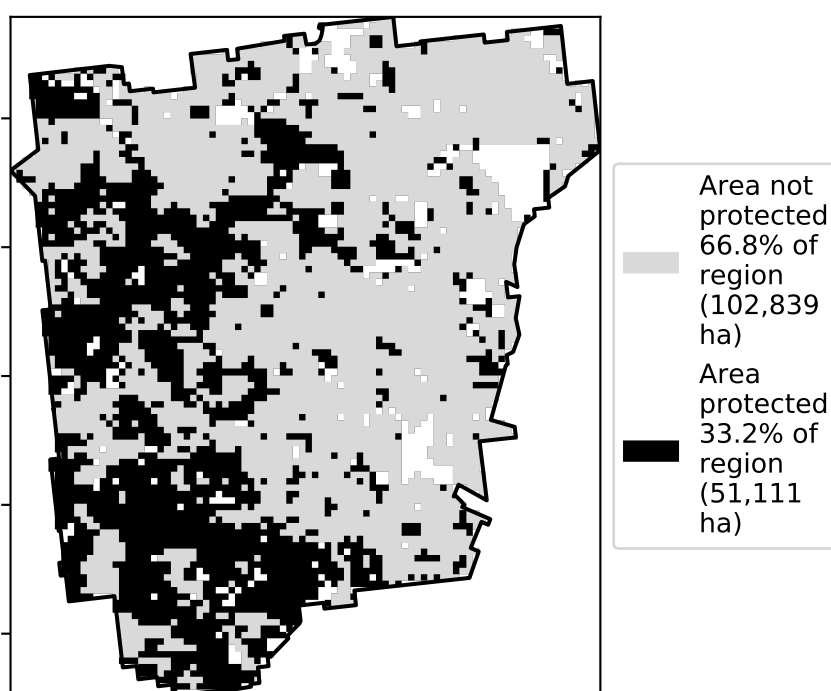 Area not
protected
66.8% of
region
(102,839
ha)
Area
protected
33.2% of
region
(51,111
ha)